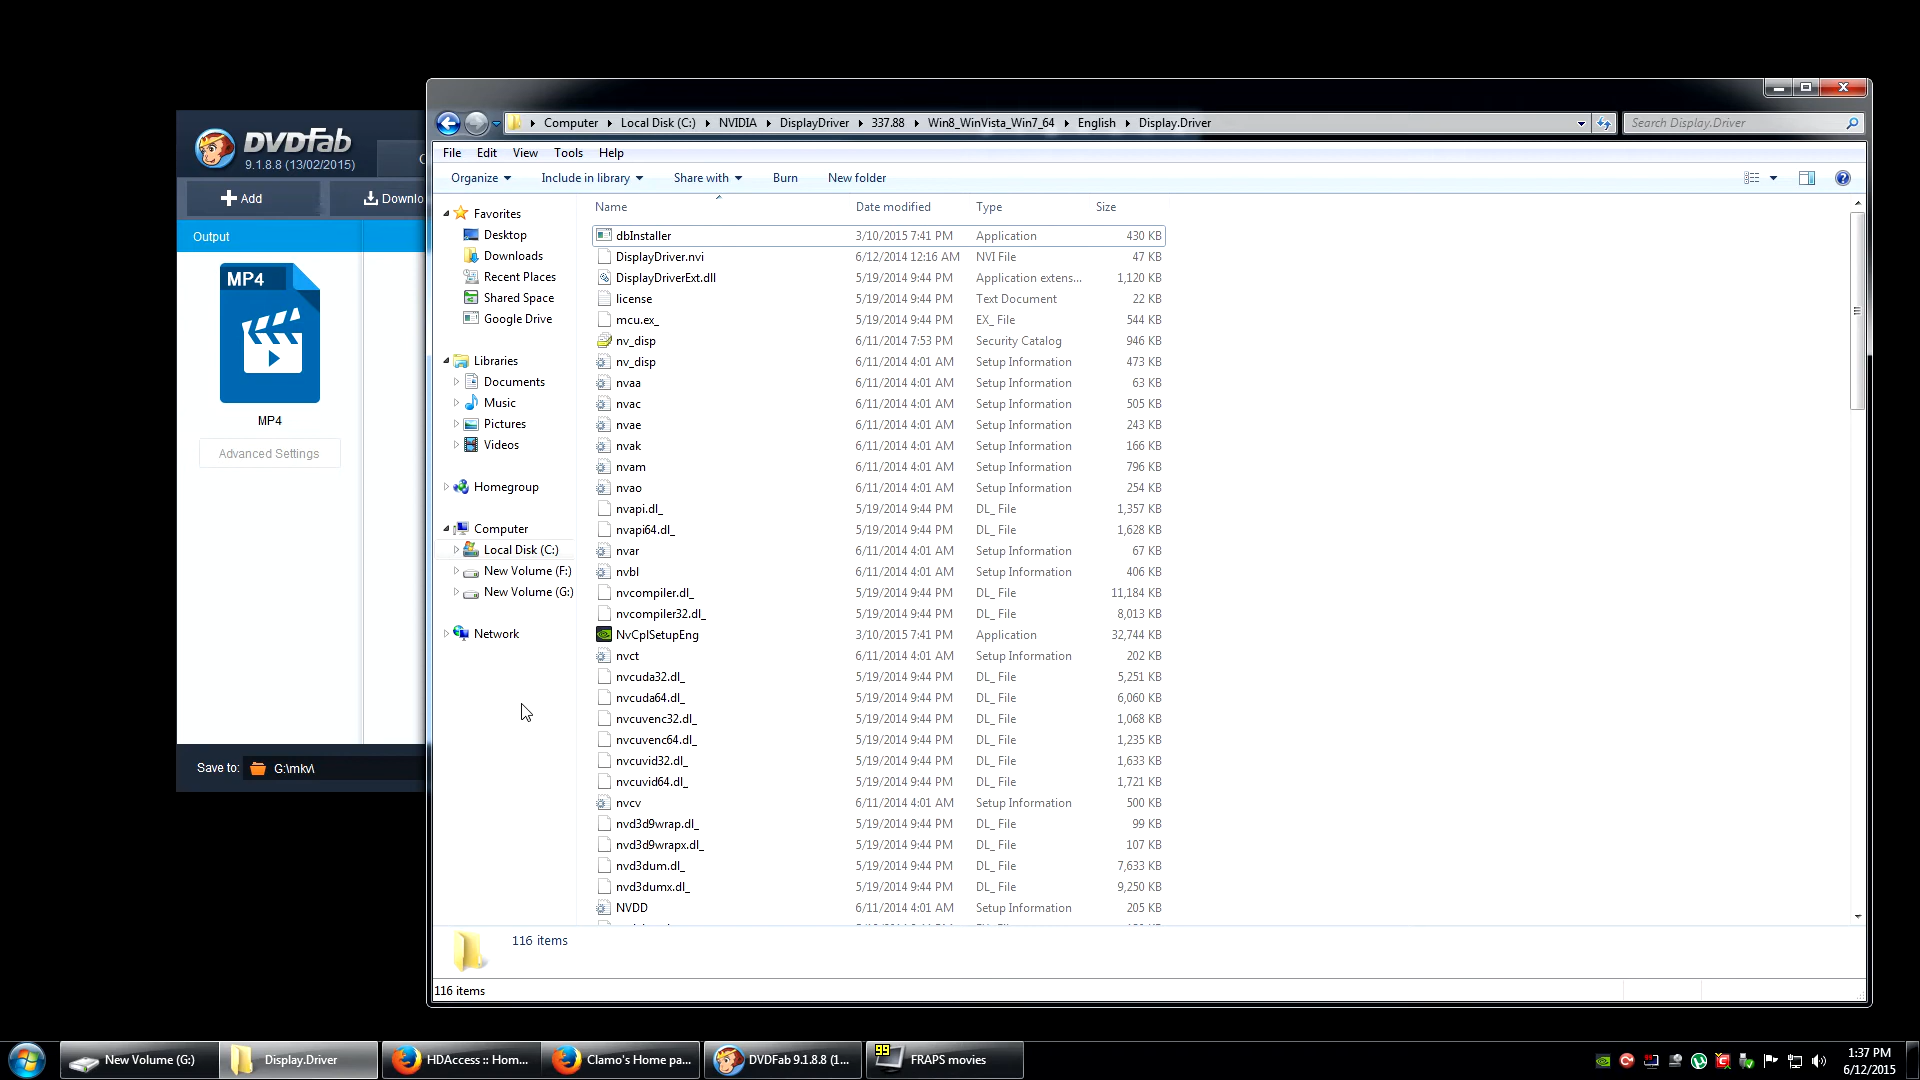 DVDFab
9.1.8.8 (13/02/2015)
Add
Downlo
Output
MP4
MP4
Advanced Settings
Save to:
G:\mkv\
Computer
Local Disk (C:)
NVIDIA
DisplayDriver
337.88
Win8_WinVista_Win7_64
English
Display.Driver
Search Display.Driver
File Edit View Tools Help
Organize Include in library Share with Burn New folder
Favorites
Desktop
Downloads
Recent Places
Shared Space
Google Drive
Libraries
Documents
Music
Pictures
Videos
Homegroup
Computer
Local Disk (C:)
New Volume (F:)
New Volume (G:)
Network
Name Date modified Type Size
dbInstaller 3/10/2015 7:41 PM Application 430 KB
DisplayDriver.nvi 6/12/2014 12:16 AM NVI File 47 KB
DisplayDriverExt.dll 5/19/2014 9:44 PM Application extens... 1,120 KB
license 5/19/2014 9:44 PM Text Document 22 KB
mcu.ex_ 5/19/2014 9:44 PM EX_ File 544 KB
nv_disp 6/11/2014 7:53 PM Security Catalog 946 KB
nv_disp 6/11/2014 4:01 AM Setup Information 473 KB
nvaa 6/11/2014 4:01 AM Setup Information 63 KB
nvac 6/11/2014 4:01 AM Setup Information 505 KB
nvae 6/11/2014 4:01 AM Setup Information 243 KB
nvak 6/11/2014 4:01 AM Setup Information 166 KB
nvam 6/11/2014 4:01 AM Setup Information 796 KB
nvao 6/11/2014 4:01 AM Setup Information 254 KB
nvapi.dl_ 5/19/2014 9:44 PM DL_ File 1,357 KB
nvapi64.dl_ 5/19/2014 9:44 PM DL_ File 1,628 KB
nvar 6/11/2014 4:01 AM Setup Information 67 KB
nvbl 6/11/2014 4:01 AM Setup Information 406 KB
nvcompiler.dl_ 5/19/2014 9:44 PM DL_ File 11,184 KB
nvcompiler32.dl_ 5/19/2014 9:44 PM DL_ File 8,013 KB
NvCplSetupEng 3/10/2015 7:41 PM Application 32,744 KB
nvct 6/11/2014 4:01 AM Setup Information 202 KB
nvcuda32.dl_ 5/19/2014 9:44 PM DL_ File 5,251 KB
nvcuda64.dl_ 5/19/2014 9:44 PM DL_ File 6,060 KB
nvcuvenc32.dl_ 5/19/2014 9:44 PM DL_ File 1,068 KB
nvcuvenc64.dl_ 5/19/2014 9:44 PM DL_ File 1,235 KB
nvcuvid32.dl_ 5/19/2014 9:44 PM DL_ File 1,633 KB
nvcuvid64.dl_ 5/19/2014 9:44 PM DL_ File 1,721 KB
nvcv 6/11/2014 4:01 AM Setup Information 500 KB
nvd3d9wrap.dl_ 5/19/2014 9:44 PM DL_ File 99 KB
nvd3d9wrapx.dl_ 5/19/2014 9:44 PM DL_ File 107 KB
nvd3dum.dl_ 5/19/2014 9:44 PM DL_ File 7,633 KB
nvd3dumx.dl_ 5/19/2014 9:44 PM DL_ File 9,250 KB
NVDD 6/11/2014 4:01 AM Setup Information 205 KB
116 items
116 items
New Volume (G:)
Display.Driver
HDAccess :: Hom...
Clamo's Home pa...
DVDFab 9.1.8.8 (1...
99
FRAPS movies
1:37 PM
6/12/2015